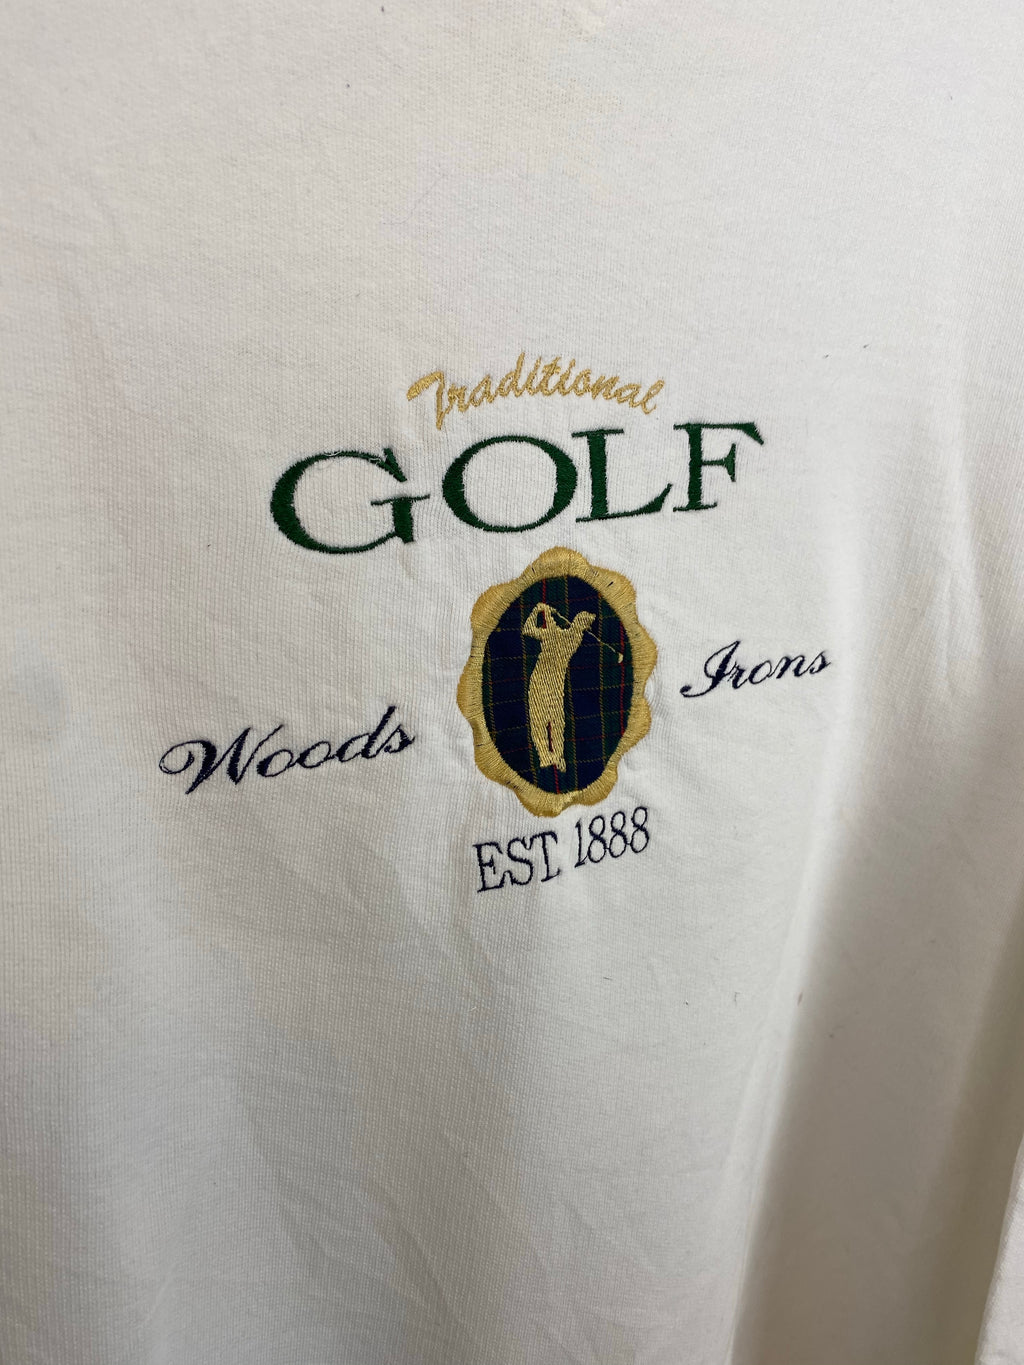 Traditional
GOLF
Woods Irons
EST. 1888